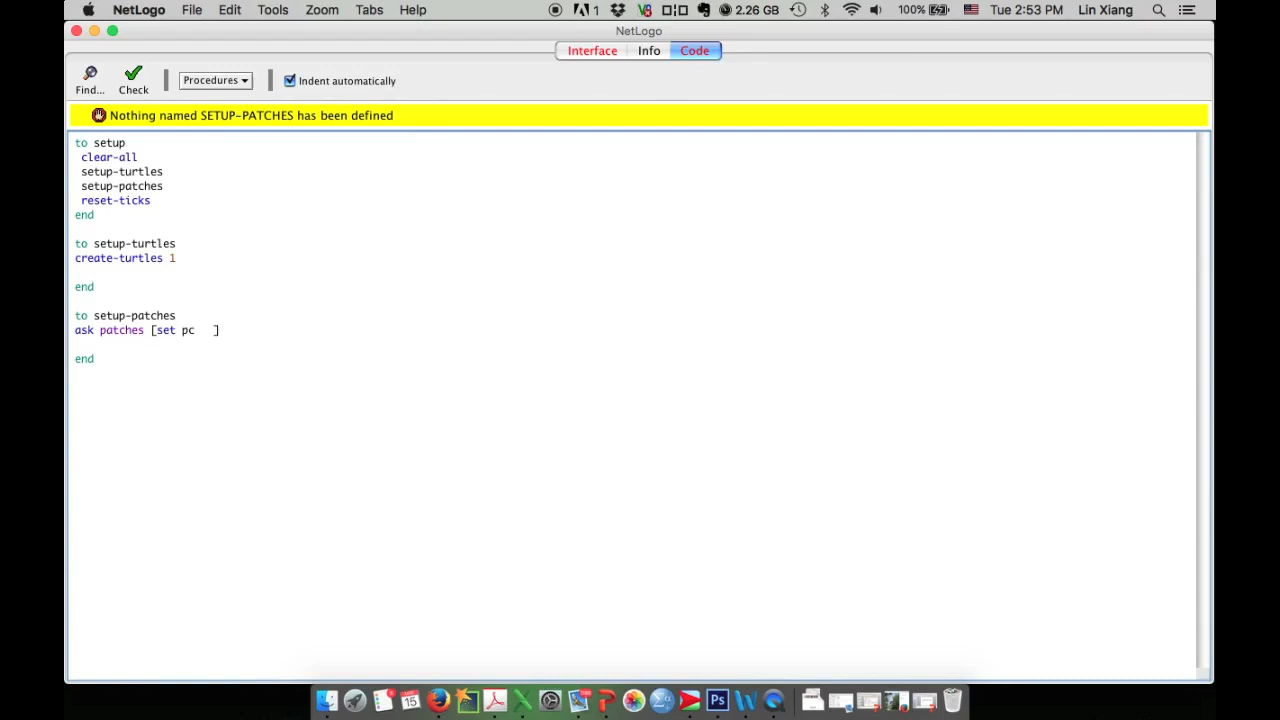 NetLogo File Edit Tools Zoom Tabs Help 1 2.26 GB 100% Tue 2:53 PM Lin Xiang
NetLogo
Interface Info Code
Find... Check Procedures Indent automatically
Nothing named SETUP-PATCHES has been defined
to setup
clear-all
setup-turtles
setup-patches
reset-ticks
end
to setup-turtles
create-turtles 1
end
to setup-patches
ask patches [set pc ]
end
15 Ps